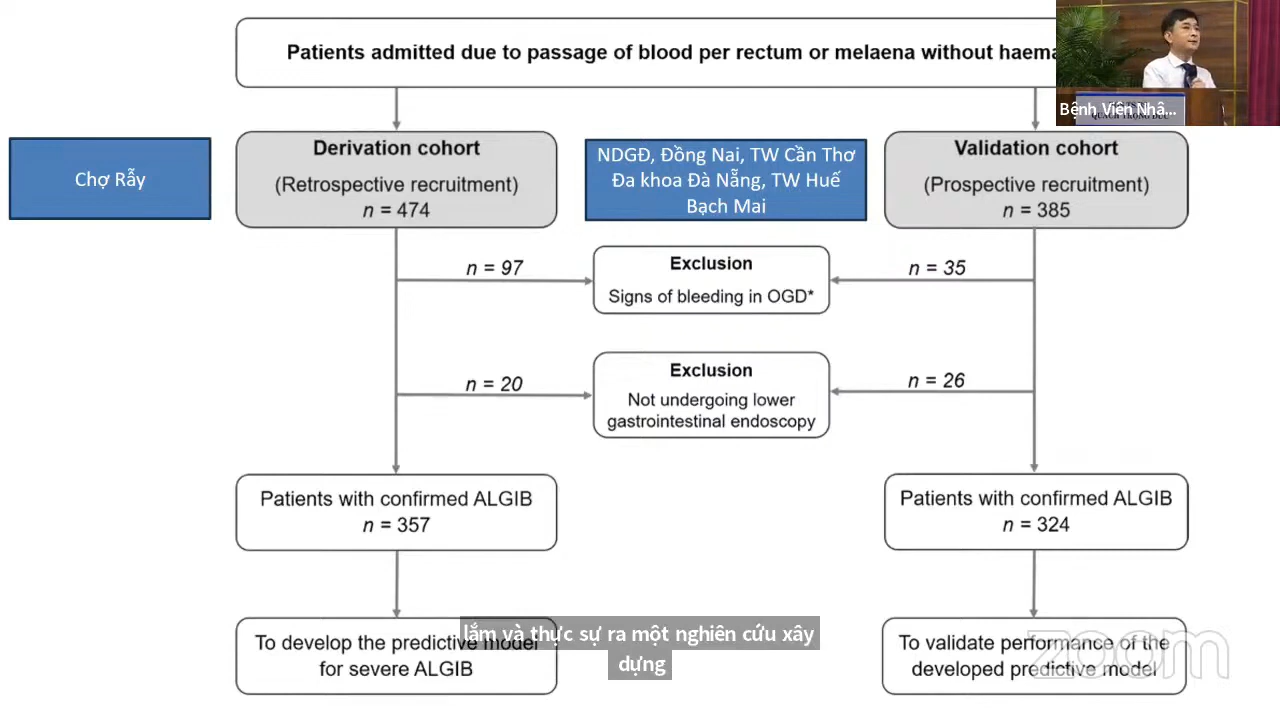 Patients admitted due to passage of blood per rectum or melaena without haema
Bệnh Viện Nhâ...
QUÁCH TRỌNG ĐỨC
Chợ Rẫy
Derivation cohort
(Retrospective recruitment)
n = 474
NDGĐ, Đồng Nai, TW Cần Thơ
Đa khoa Đà Nẵng, TW Huế
Bạch Mai
Validation cohort
(Prospective recruitment)
n = 385
n = 97
Exclusion
Signs of bleeding in OGD*
n = 35
n = 20
Exclusion
Not undergoing lower
gastrointestinal endoscopy
n = 26
Patients with confirmed ALGIB
n = 357
Patients with confirmed ALGIB
n = 324
To develop the predictive model
for severe ALGIB
lắm và thực sự ra một nghiên cứu xây
dựng
To validate performance of the
developed predictive model
zoom